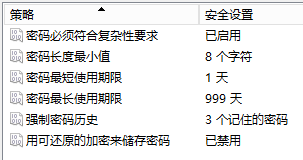 策略 安全设置
密码必须符合复杂性要求 已启用
密码长度最小值 8 个字符
密码最短使用期限 1 天
密码最长使用期限 999 天
强制密码历史 3 个记住的密码
用可还原的加密来储存密码 已禁用